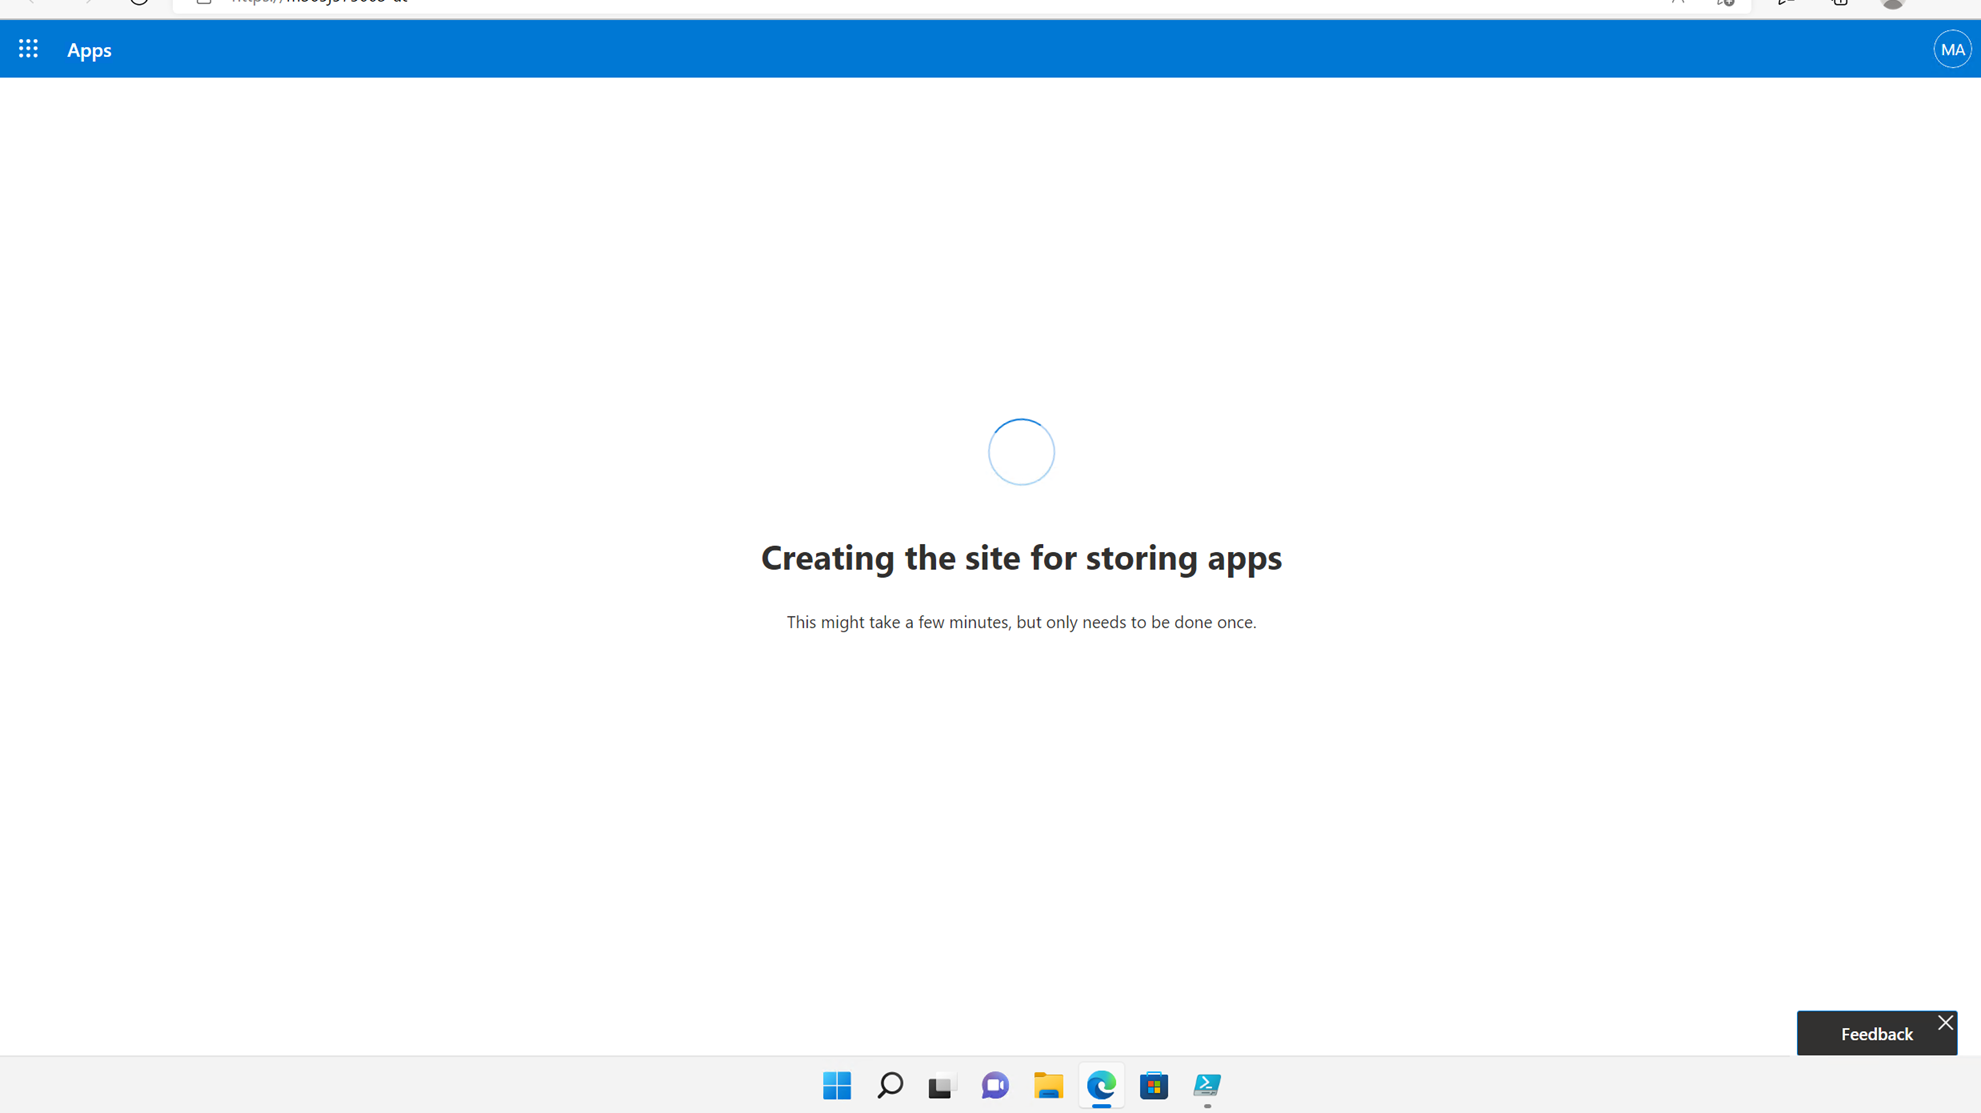 Apps
MA
Creating the site for storing apps
This might take a few minutes, but only needs to be done once.
Feedback